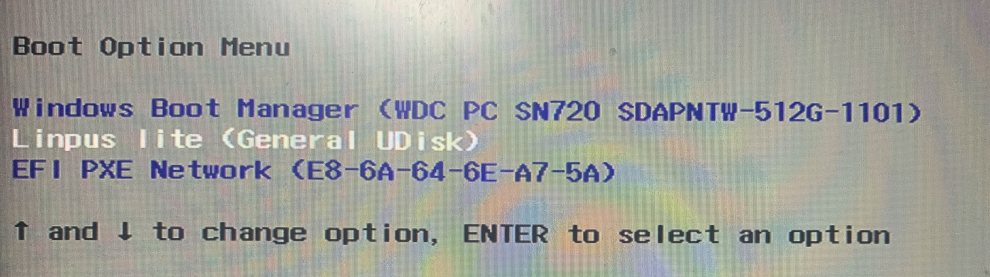 Boot Option Menu
Windows Boot Manager (WDC PC SN720 SDAPNTW-512G-1101)
Linpus lite (General UDisk)
EFI PXE Network (E8-6A-64-6E-A7-5A)
↑ and ↓ to change option, ENTER to select an option